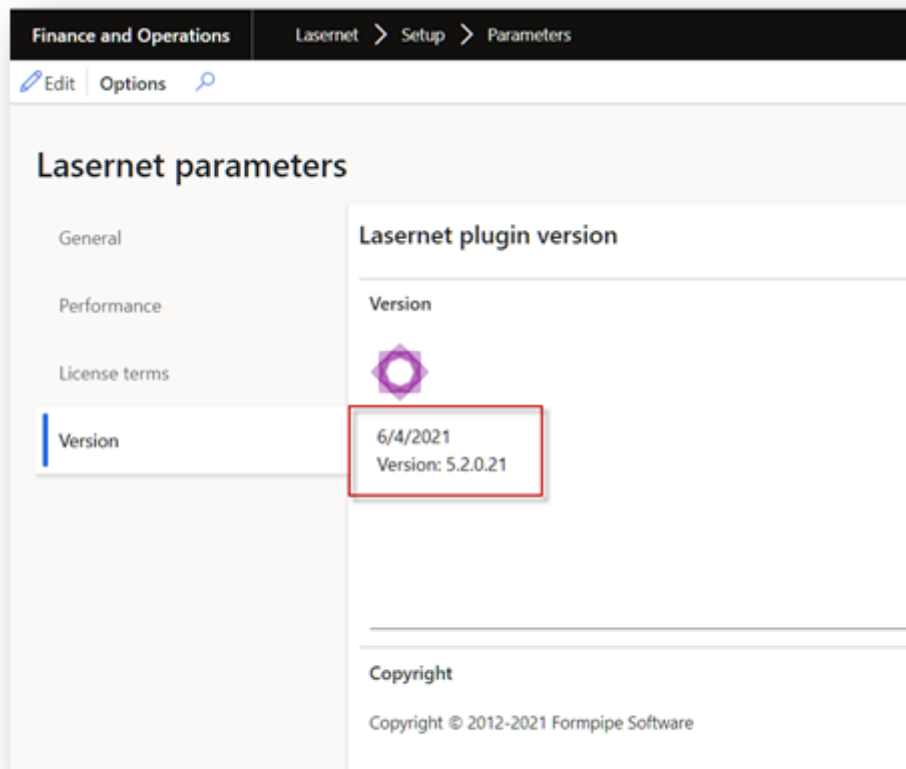 Finance and Operations
Lasernet > Setup > Parameters
Edit
Options
Lasernet parameters
General
Performance
License terms
Version
Lasernet plugin version
Version
6/4/2021
Version: 5.2.0.21
Copyright
Copyright © 2012-2021 Formpipe Software